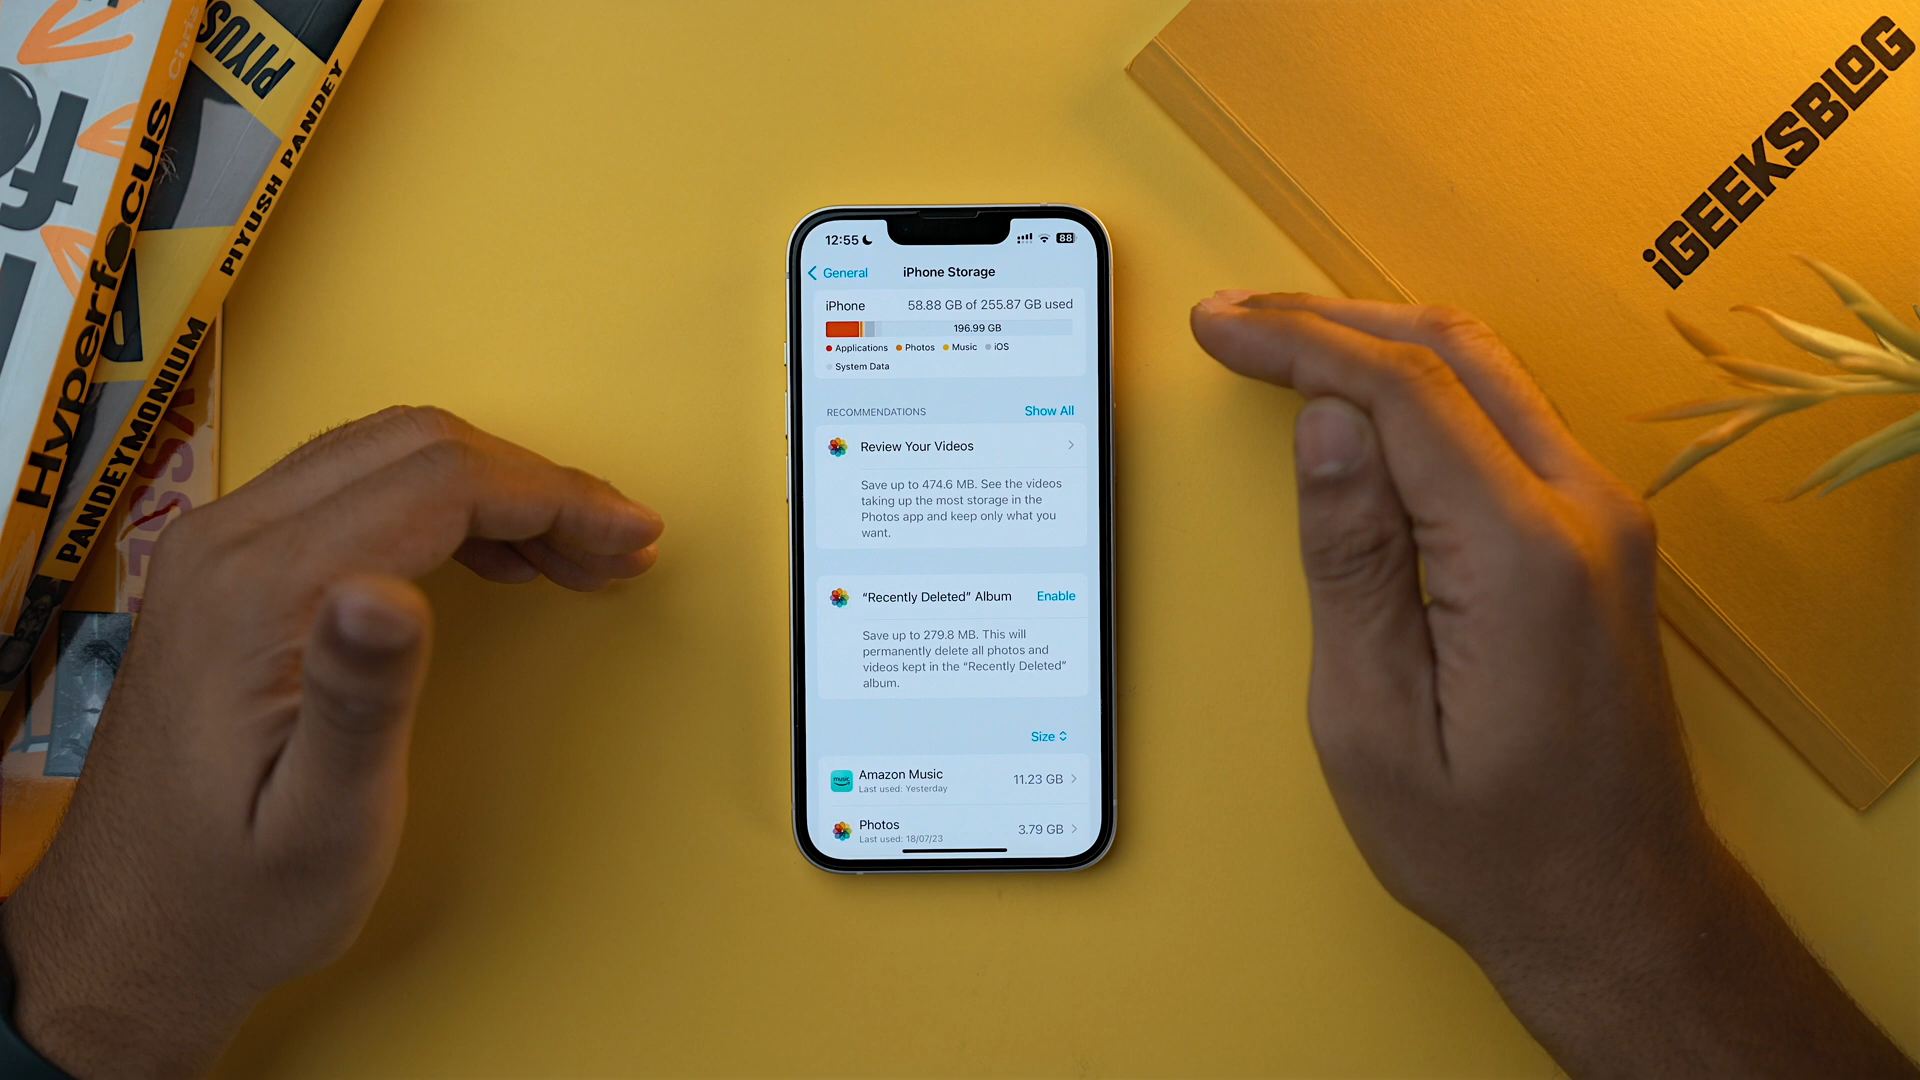 Chris
PIYUSH
Hyperfocus
PIYUSH PANDEY
PANDEYMONIUM
iGEEKSBLOG
12:55
88
General
iPhone Storage
iPhone
58.88 GB of 255.87 GB used
196.99 GB
Applications Photos Music iOS
System Data
RECOMMENDATIONS
Show All
Review Your Videos
Save up to 474.6 MB. See the videos
taking up the most storage in the
Photos app and keep only what you
want.
“Recently Deleted” Album
Enable
Save up to 279.8 MB. This will
permanently delete all photos and
videos kept in the “Recently Deleted”
album.
Size
music
Amazon Music
Last used: Yesterday
11.23 GB
Photos
Last used: 18/07/23
3.79 GB